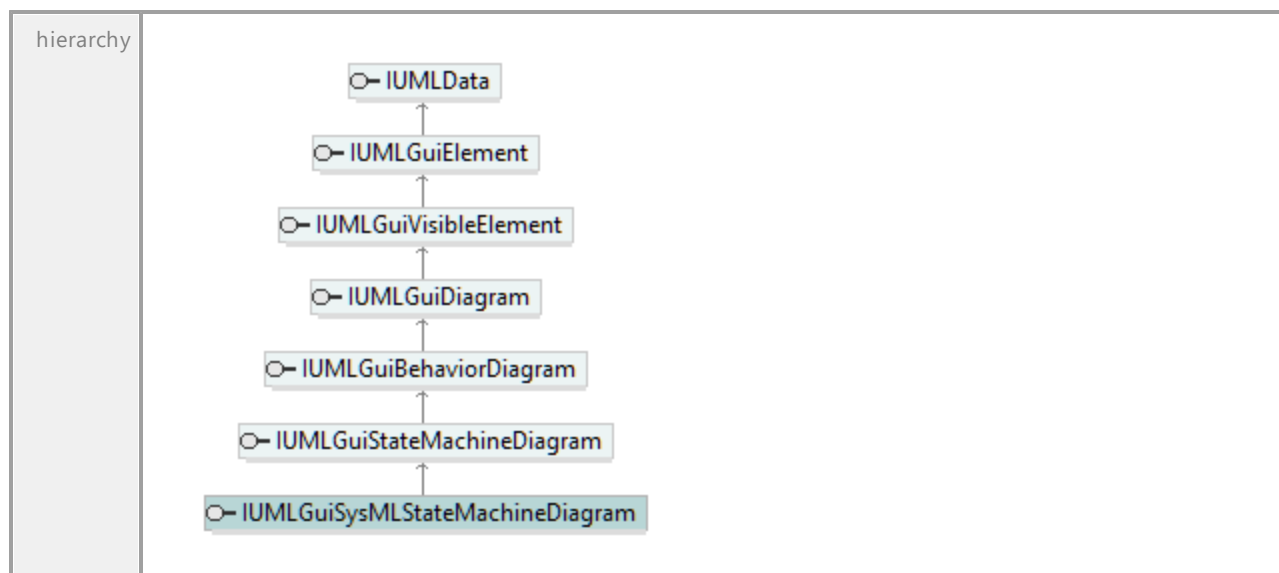 hierarchy
IUMLData
IUMLGuiElement
IUMLGuiVisibleElement
IUMLGuiDiagram
IUMLGuiBehaviorDiagram
IUMLGuiStateMachineDiagram
IUMLGuiSysMLStateMachineDiagram